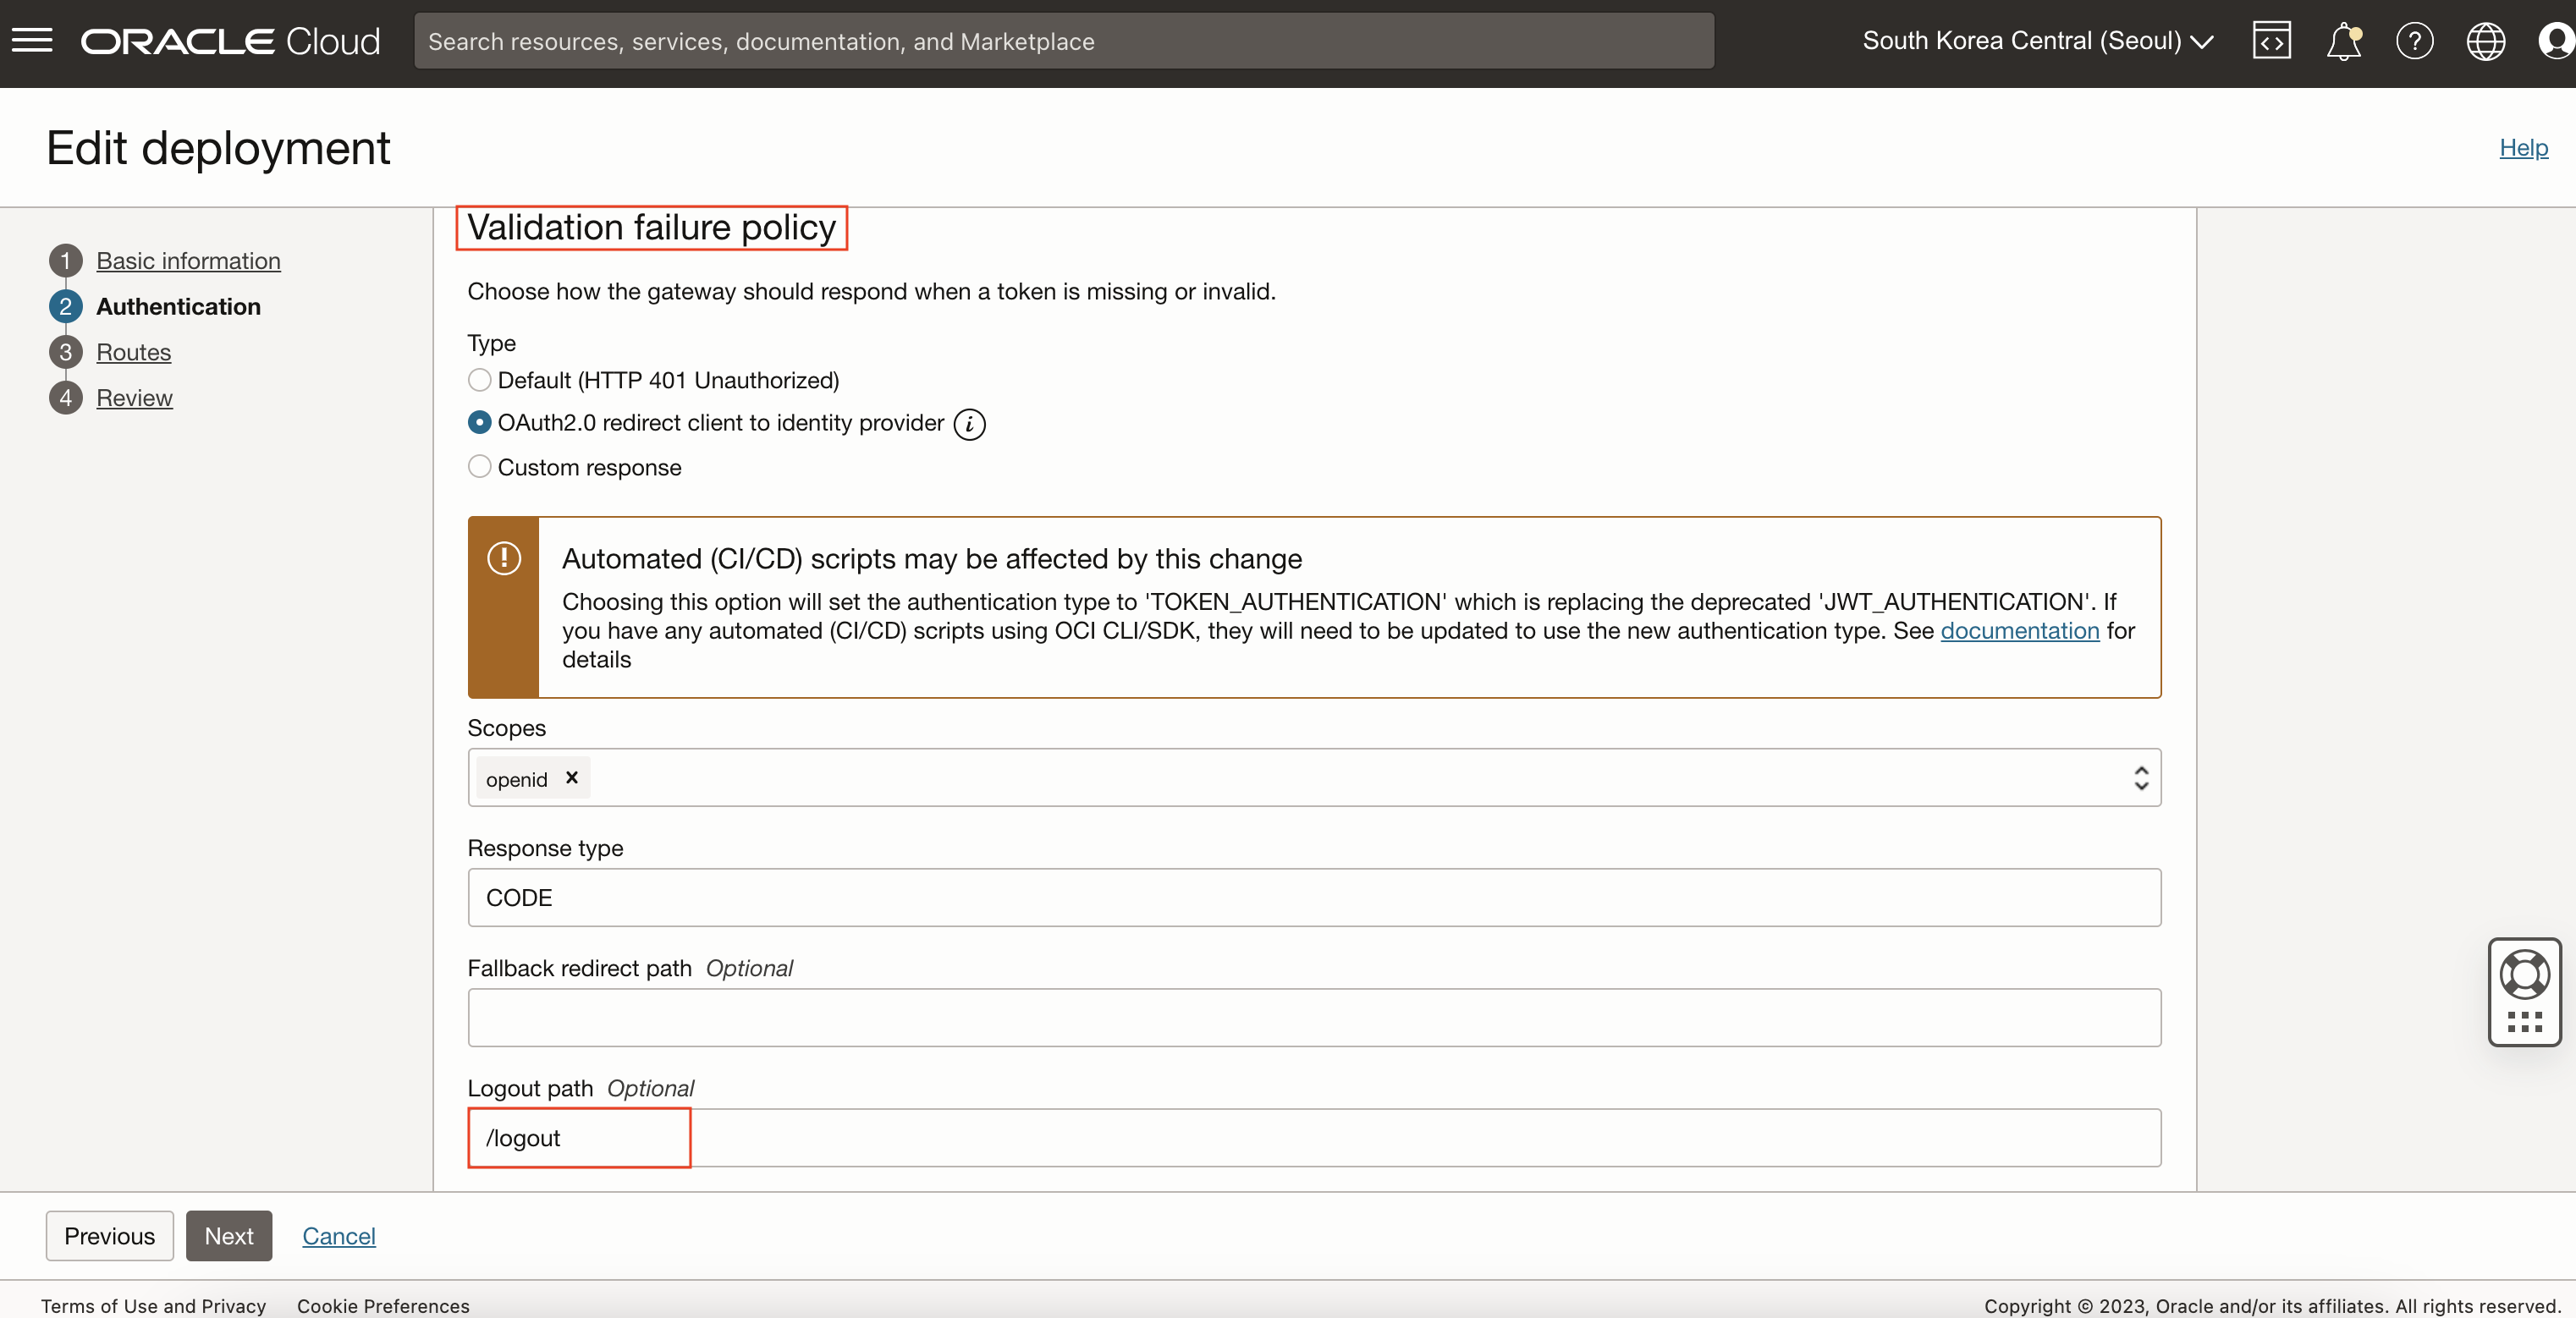 ORACLE Cloud
Search resources, services, documentation, and Marketplace
South Korea Central (Seoul)
Edit deployment
Help
1 Basic information
2 Authentication
3 Routes
4 Review
Validation failure policy
Choose how the gateway should respond when a token is missing or invalid.
Type
Default (HTTP 401 Unauthorized)
OAuth2.0 redirect client to identity provider
Custom response
Automated (CI/CD) scripts may be affected by this change
Choosing this option will set the authentication type to 'TOKEN_AUTHENTICATION' which is replacing the deprecated 'JWT_AUTHENTICATION'. If
you have any automated (CI/CD) scripts using OCI CLI/SDK, they will need to be updated to use the new authentication type. See documentation for
details
Scopes
openid
Response type
CODE
Fallback redirect path Optional
Logout path Optional
/logout
Previous
Next
Cancel
Terms of Use and Privacy
Cookie Preferences
Copyright © 2023, Oracle and/or its affiliates. All rights reserved.